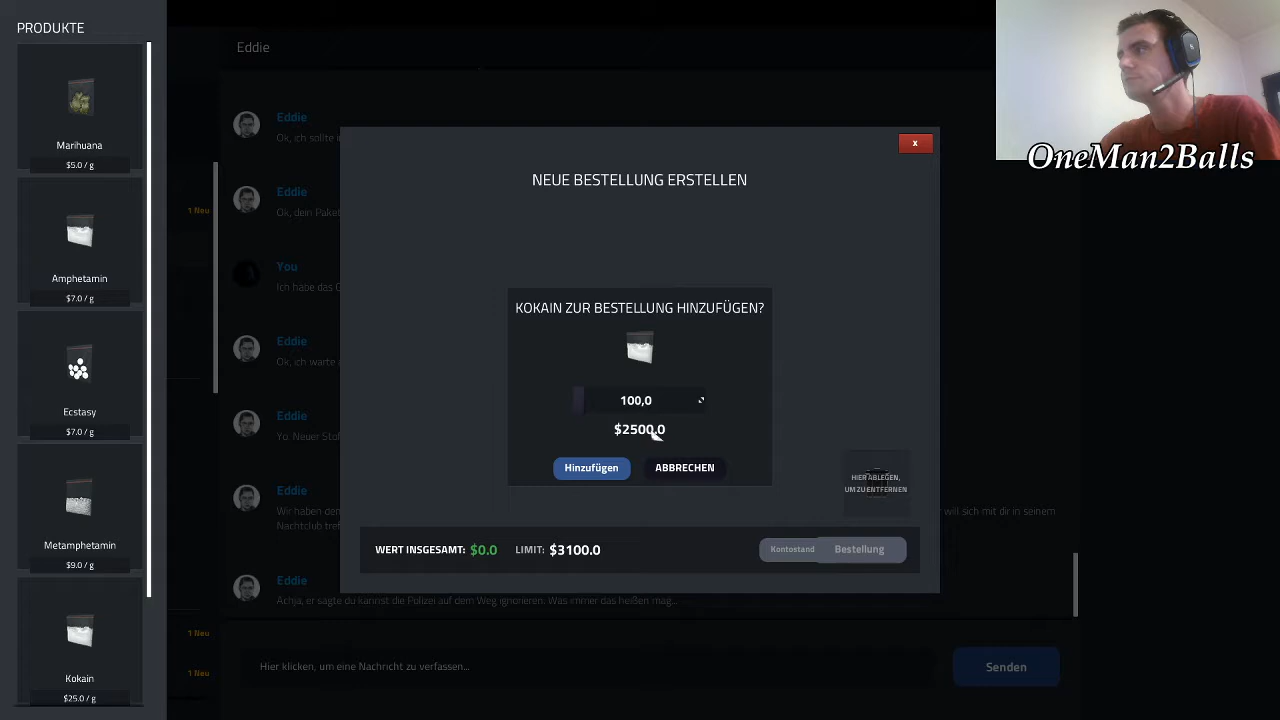 PRODUKTE
Marihuana
$5.0 / g
Amphetamin
$7.0 / g
Ecstasy
$7.0 / g
Metamphetamin
$9.0 / g
Kokain
$25.0 / g
1 Neu
1 Neu
1 Neu
Eddie
Eddie
Ok, ich sollte
Eddie
Ok, dein Paket
You
Ich habe das G
Eddie
Ok, ich warte
Eddie
Yo. Neuer Stof
Eddie
Wir haben den
will sich mit dir in seinem
Nachtclub tref
Eddie
Achja, er sagte du kannst die Polizei auf dem Weg ignorieren. Was immer das heißen mag...
x
NEUE BESTELLUNG ERSTELLEN
KOKAIN ZUR BESTELLUNG HINZUFÜGEN?
100,0
$2500.0
Hinzufügen
ABBRECHEN
HIER ABLEGEN,
UM ZU ENTFERNEN
WERT INSGESAMT: $0.0 LIMIT: $3100.0
Kontostand
Bestellung
Hier klicken, um eine Nachricht zu verfassen...
Senden
OneMan2Balls